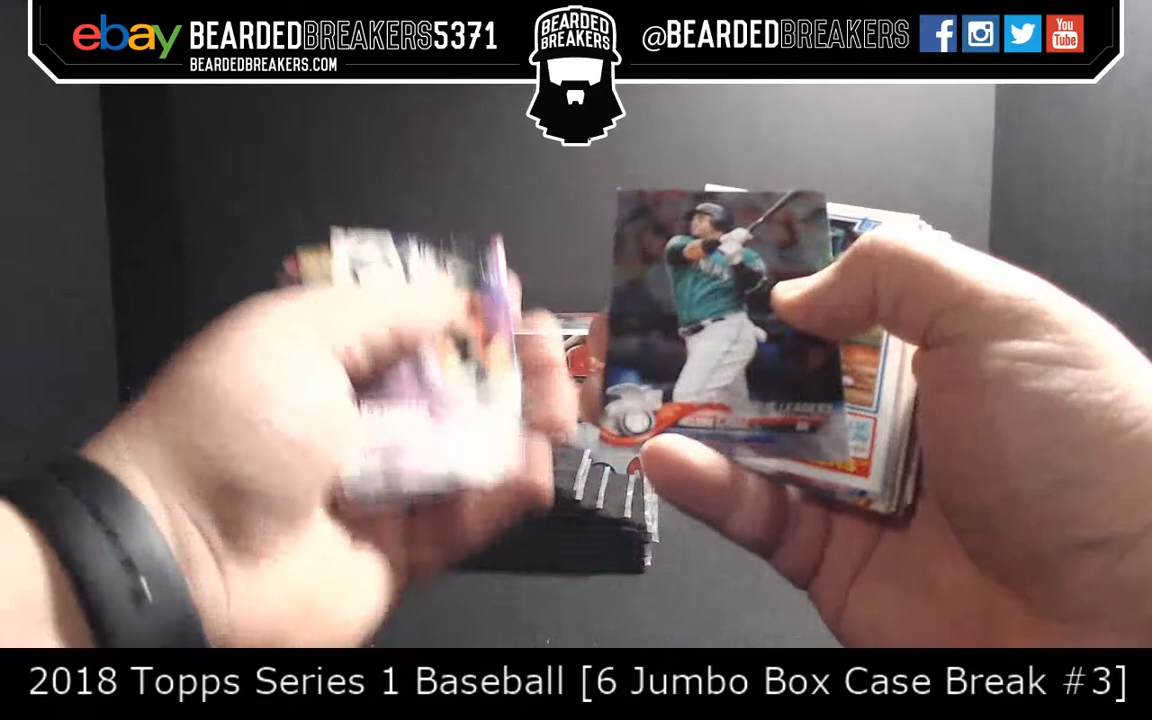 ebay BEARDEDBREAKERS5371
BEARDEDBREAKERS.COM
BEARDED
BREAKERS
@BEARDEDBREAKERS
You
Tube
LEADERS
2018 Topps Series 1 Baseball [6 Jumbo Box Case Break #3]